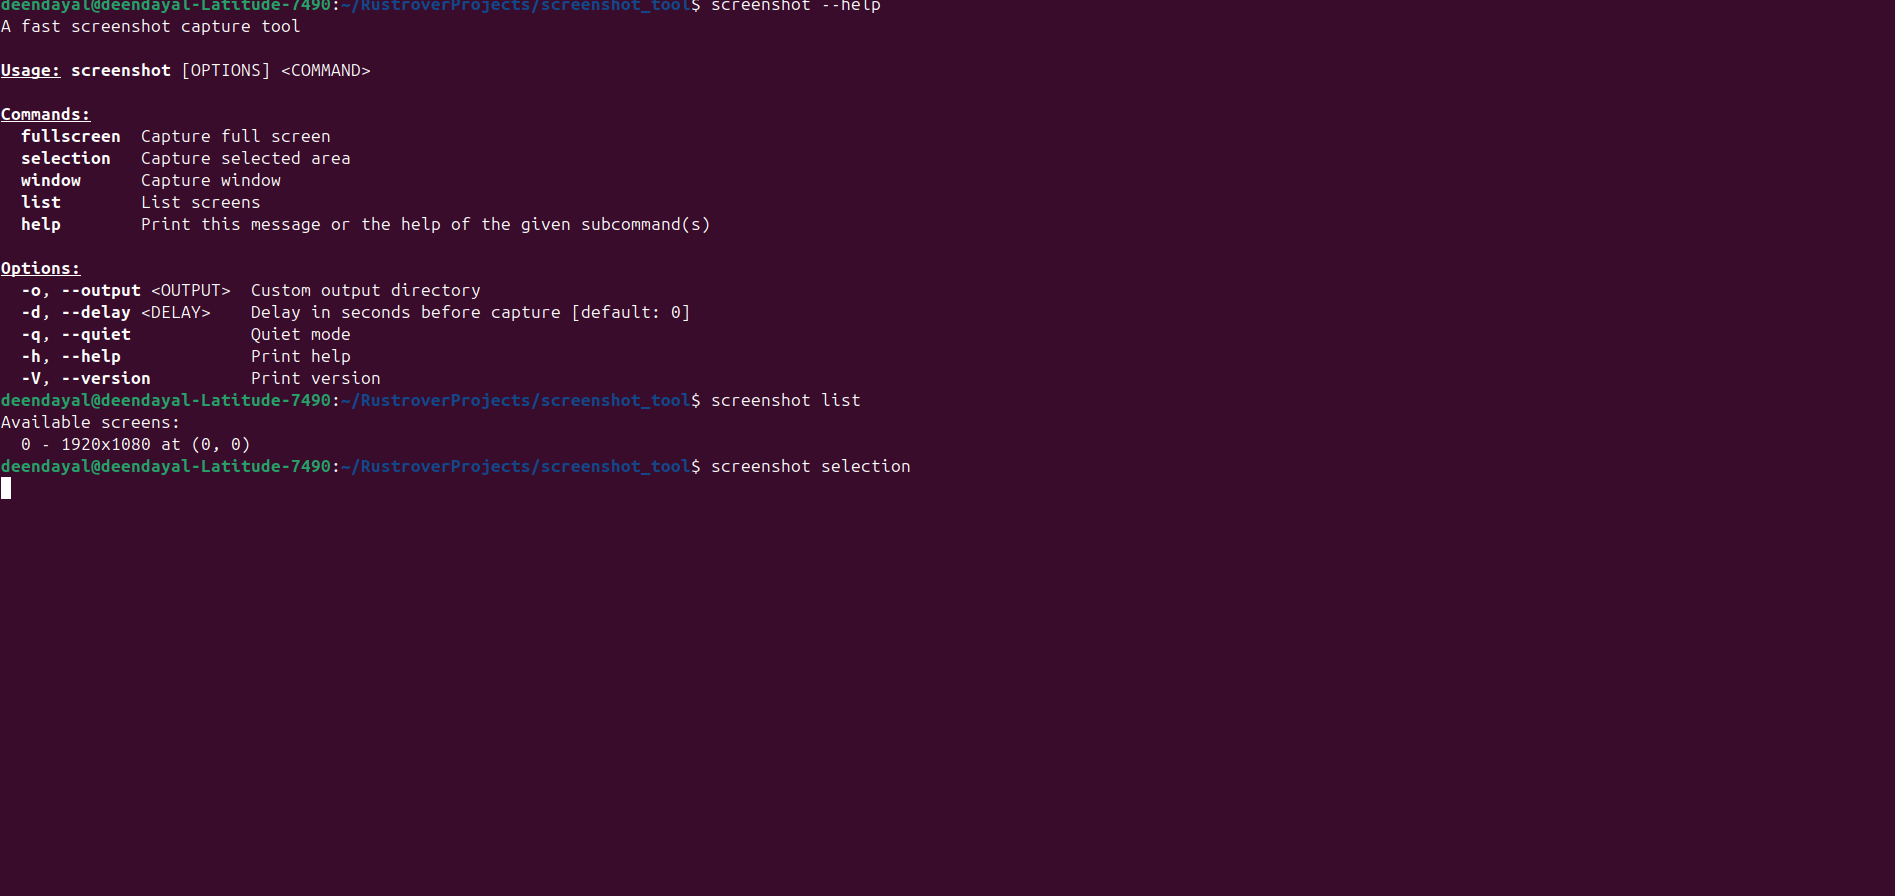 deendayal@deendayal-Latitude-7490:~/RustroverProjects/screenshot_tool$ screenshot --help
A fast screenshot capture tool
Usage: screenshot [OPTIONS] <COMMAND>
Commands:
  fullscreen  Capture full screen
  selection   Capture selected area
  window      Capture window
  list        List screens
  help        Print this message or the help of the given subcommand(s)
Options:
  -o, --output <OUTPUT>  Custom output directory
  -d, --delay <DELAY>    Delay in seconds before capture [default: 0]
  -q, --quiet            Quiet mode
  -h, --help             Print help
  -V, --version          Print version
deendayal@deendayal-Latitude-7490:~/RustroverProjects/screenshot_tool$ screenshot list
Available screens:
  0 - 1920x1080 at (0, 0)
deendayal@deendayal-Latitude-7490:~/RustroverProjects/screenshot_tool$ screenshot selection